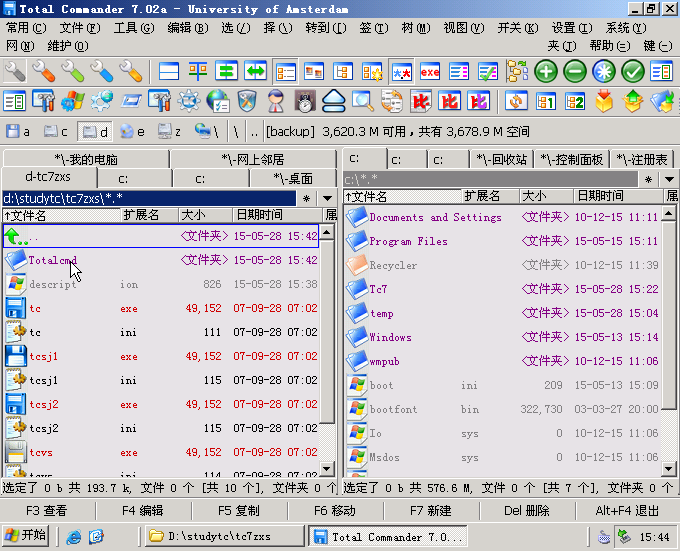 Total Commander 7.02a - University of Amsterdam
常用(C) 文件(F) 编辑(B) 选(/) 择(\) 转到(I) 签(T) 树(M) 视图(V) 开关(K) 设置(I) 系统(Y)
网(N) 维护(O) 夹(J) 帮助(E) 键(-)
a c d e z \ \ .. [backup] 3,620.3 M 可用，共有 3,678.9 M 空间
*\-我的电脑 *\-网上邻居
d-tc7zxs c: c: *\-桌面
d:\studytc\tc7zxs\*.* * ▼
↑文件名 扩展名 大小 日期时间 属
.. <文件夹> 15-05-28 15:42
Totalcmd <文件夹> 15-05-28 15:42
descript ion 826 15-05-28 15:38
tc exe 49,152 07-09-28 07:02
tc ini 111 07-09-28 07:02
tcsj1 exe 49,152 07-09-28 07:02
tcsj1 ini 115 07-09-28 07:02
tcsj2 exe 49,152 07-09-28 07:02
tcsj2 ini 115 07-09-28 07:02
tcvs exe 49,152 07-09-28 07:02
tcvs ini 114 07-09-28 07:02
选定了 0 b 共 193.7 k, 文件 0 个 [共 10 个], 文件夹 0 个
c: c: c: *\-回收站 *\-控制面板 *\-注册表
c:\*.* * ▼
↑文件名 扩展名 大小 日期时间
Documents and Settings <文件夹> 10-12-15 11:11
Program Files <文件夹> 15-05-15 11:11
Recycler <文件夹> 10-12-15 11:39
Tc7 <文件夹> 15-05-28 15:22
temp <文件夹> 15-05-28 15:04
Windows <文件夹> 15-05-13 15:14
wmpub <文件夹> 10-12-15 11:06
boot ini 209 15-05-13 15:09
bootfont bin 322,730 03-03-27 20:00
Io sys 0 10-12-15 11:06
Msdos sys 0 10-12-15 11:06
选定了 0 b 共 576.6 M, 文件 0 个 [共 7 个], 文件夹 0 个
F3 查看 F4 编辑 F5 复制 F6 移动 F7 新建 Del 删除 Alt+F4 退出
开始 D:\studytc\tc7zxs Total Commander 7.0... 15:44